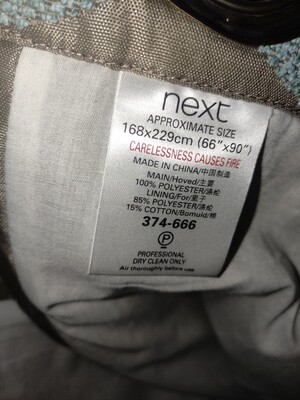 next
APPROXIMATE SIZE
168x229cm (66"x90")
CARELESSNESS CAUSES FIRE
MADE IN CHINA/中国制造
MAIN/Hoved/主要
100% POLYESTER/涤纶
LINING/For/里子
85% POLYESTER/涤纶
15% COTTON/Bomuld/棉
374-666
P
PROFESSIONAL
DRY CLEAN ONLY
Air thoroughly before use